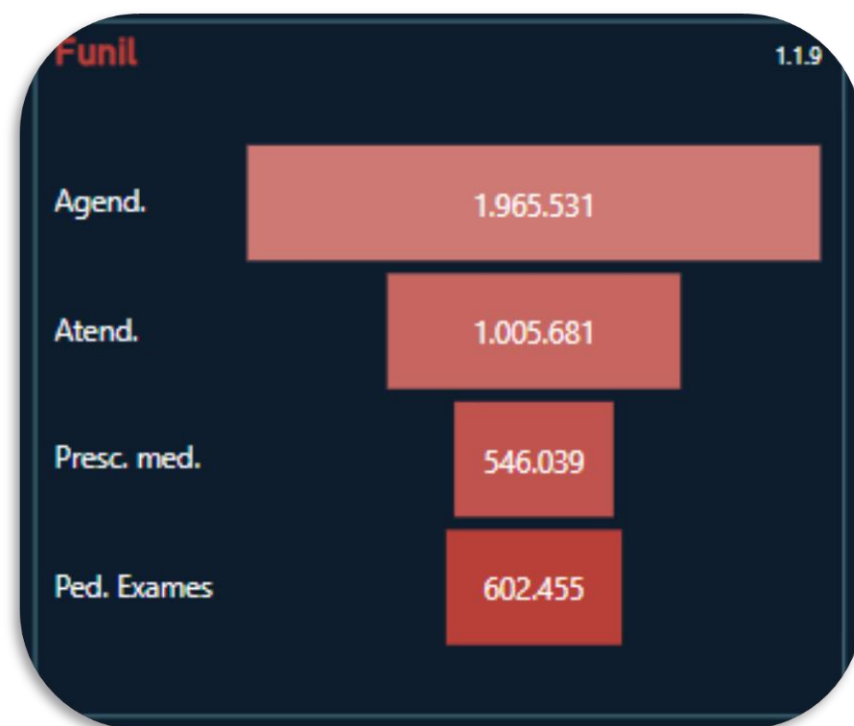 Funil
1.1.9
Agend.
1.965.531
Atend.
1.005.681
Presc. med.
546.039
Ped. Exames
602.455